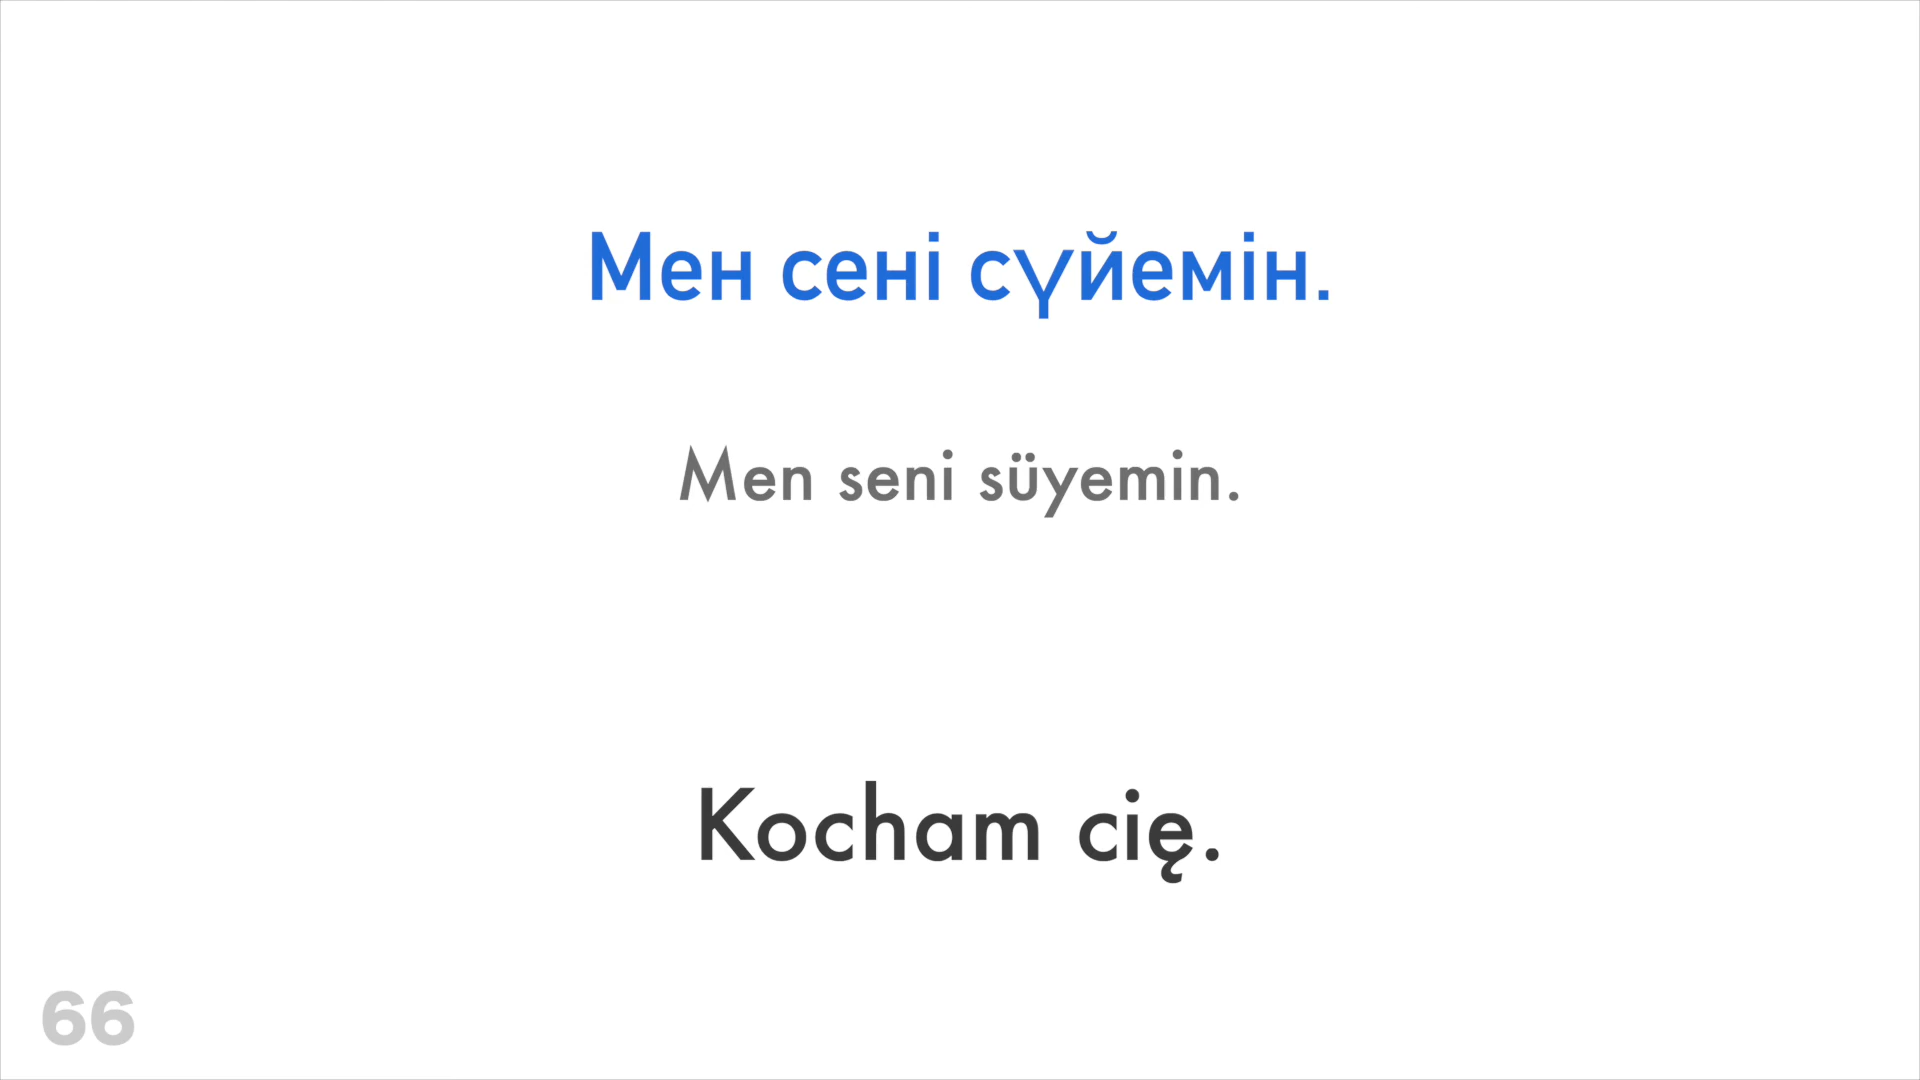 Мен сені сүйемін.
Men seni süyemin.
Kocham cię.
66